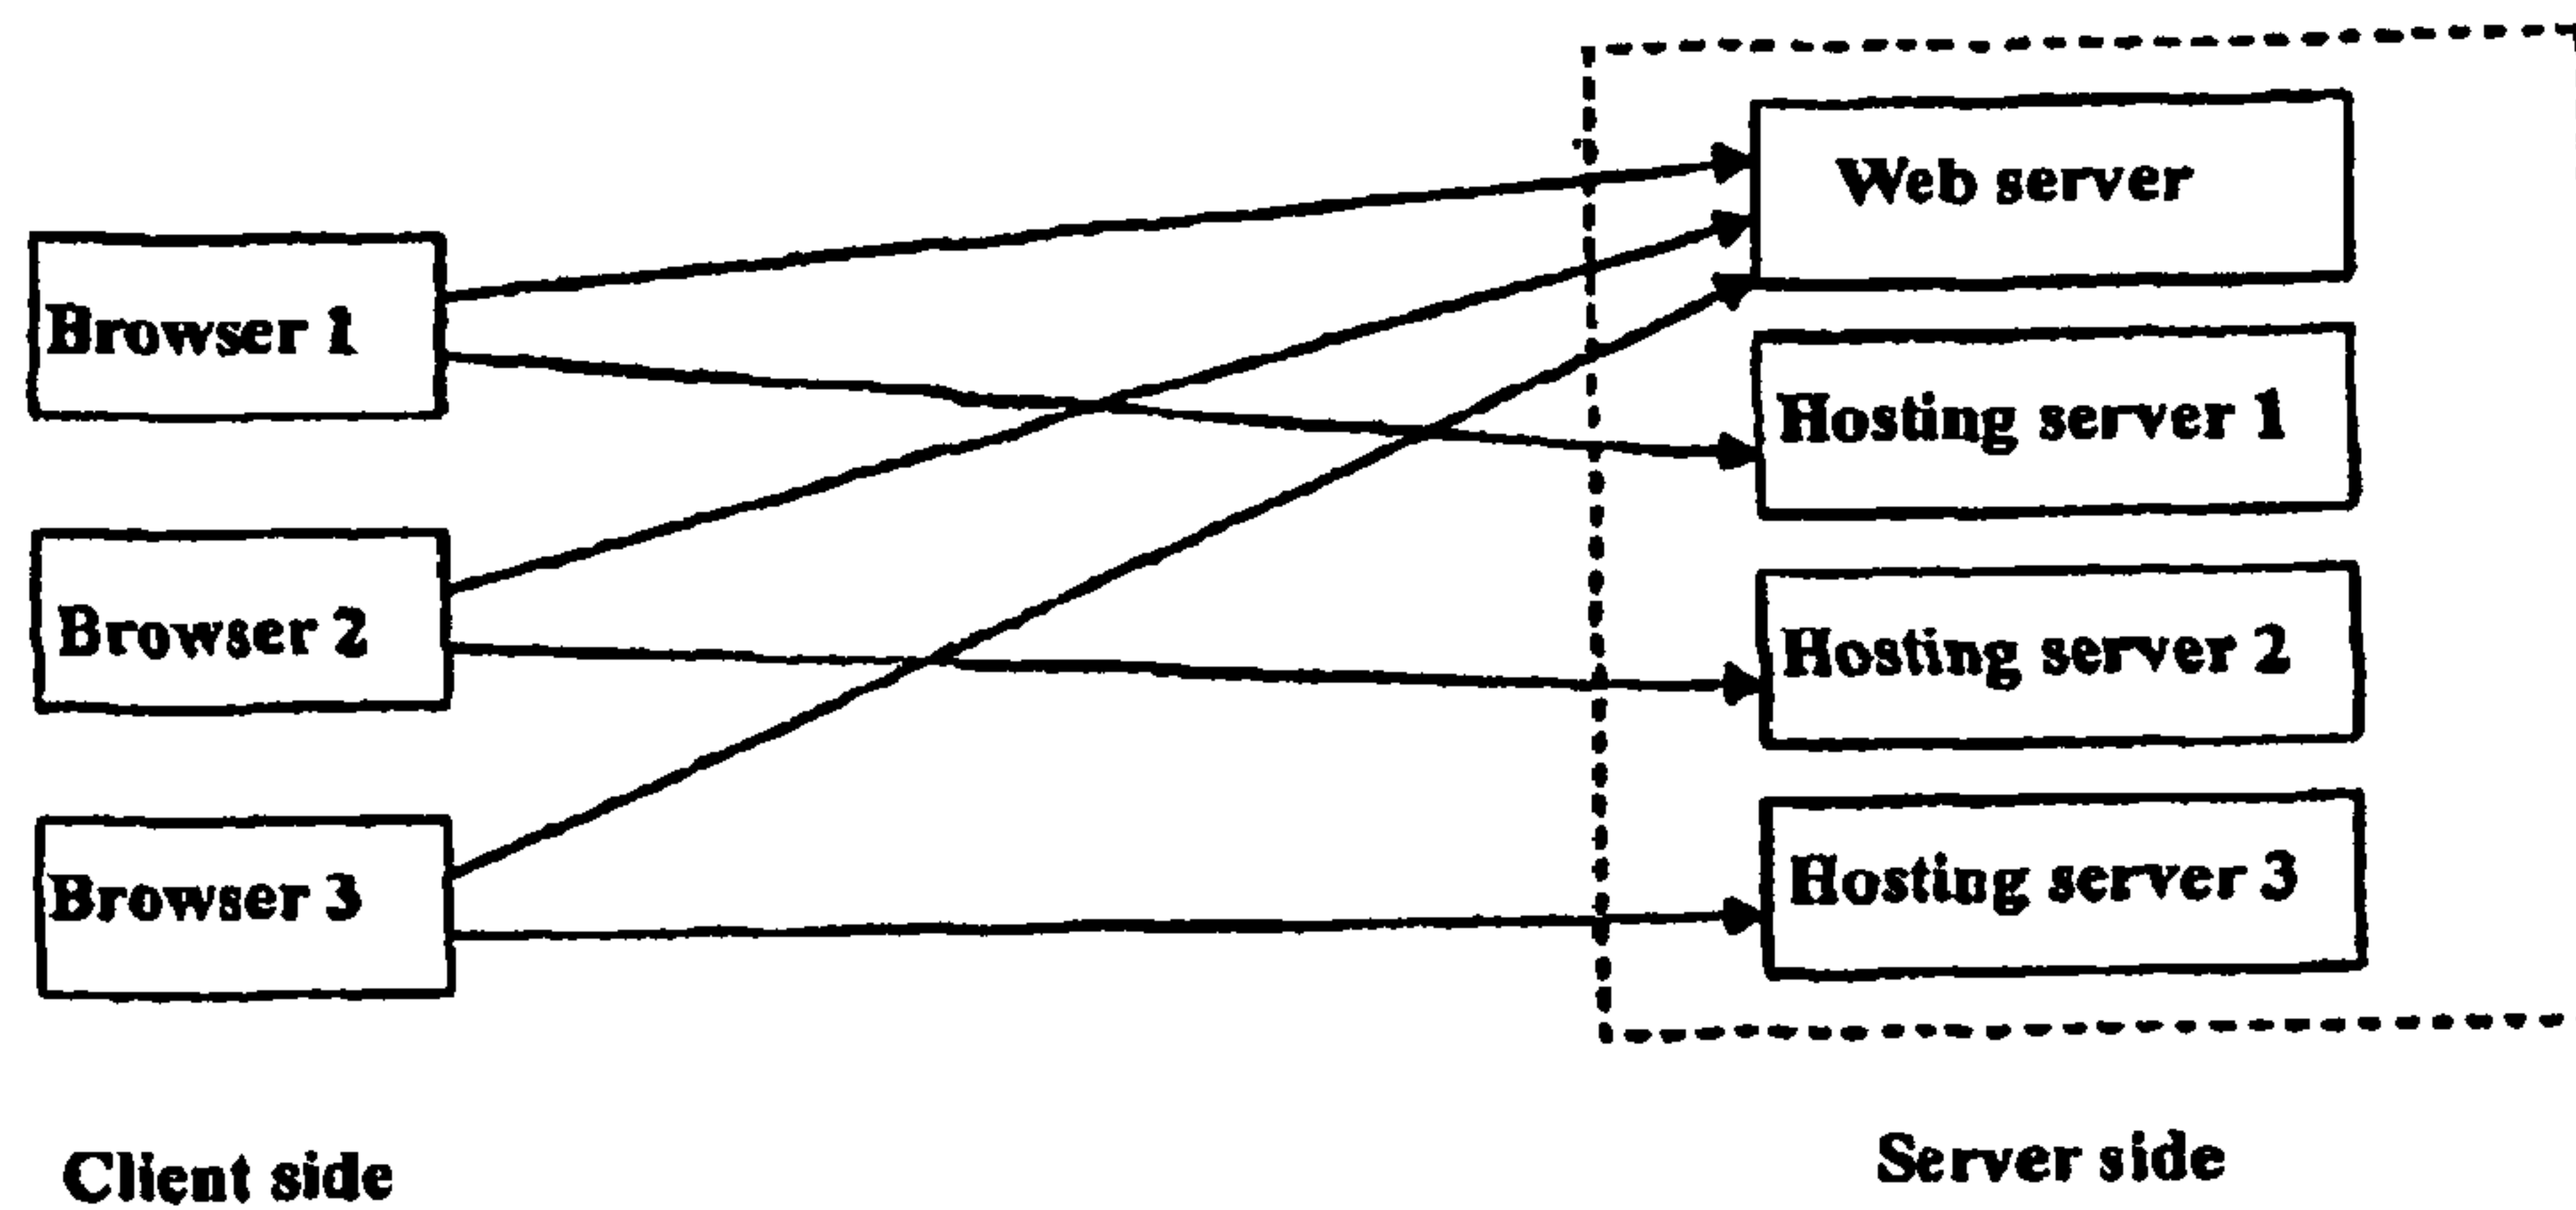 Web server
Browser 1
Hosting server 1
Browser 2
Hosting server 2
Browser 3
Hosting server 3
Client side
Server side